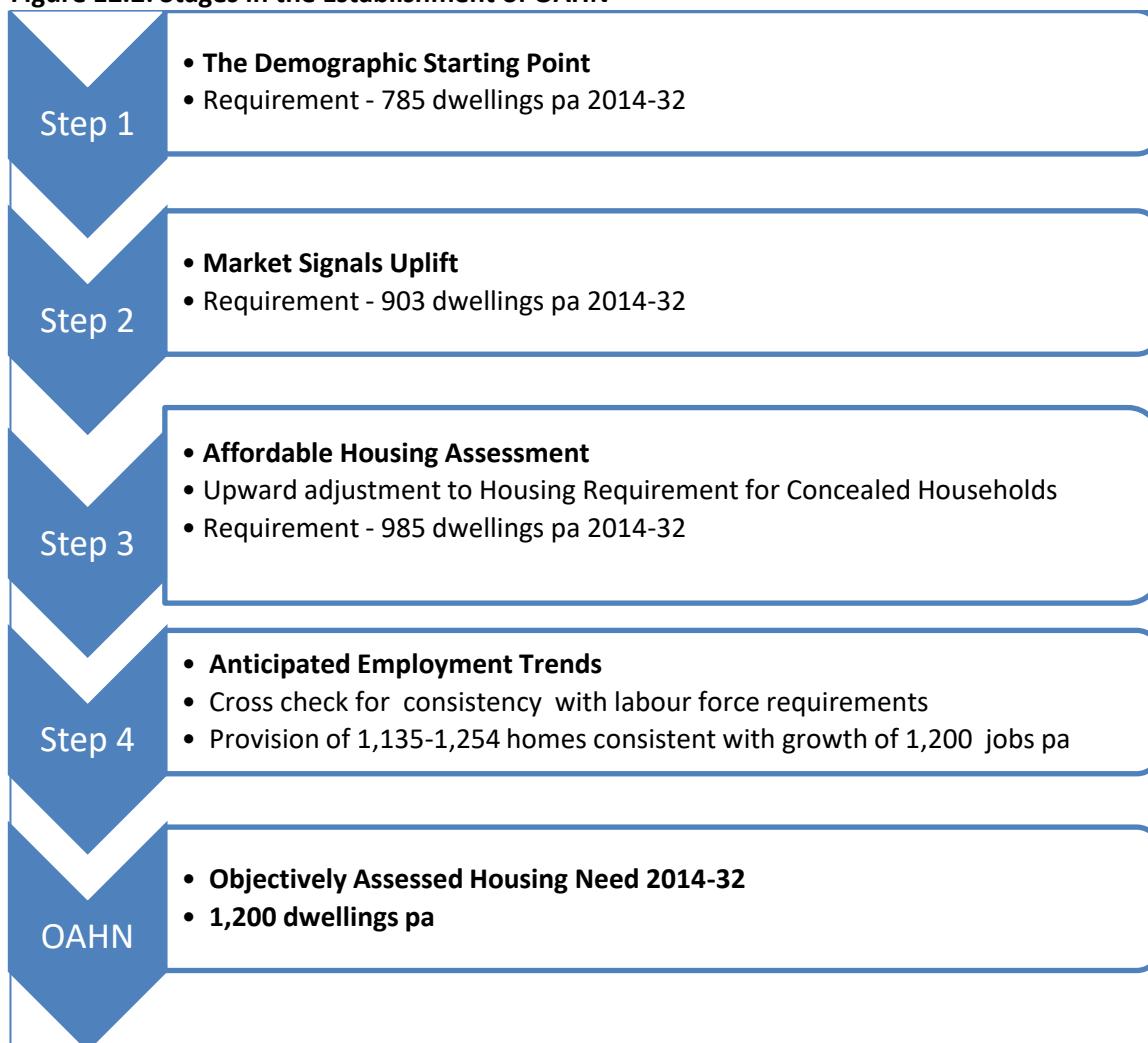 Step 1
• The Demographic Starting Point
• Requirement - 785 dwellings pa 2014-32
Step 2
• Market Signals Uplift
• Requirement - 903 dwellings pa 2014-32
Step 3
• Affordable Housing Assessment
• Upward adjustment to Housing Requirement for Concealed Households
• Requirement - 985 dwellings pa 2014-32
Step 4
• Anticipated Employment Trends
• Cross check for consistency with labour force requirements
• Provision of 1,135-1,254 homes consistent with growth of 1,200 jobs pa
OAHN
• Objectively Assessed Housing Need 2014-32
• 1,200 dwellings pa